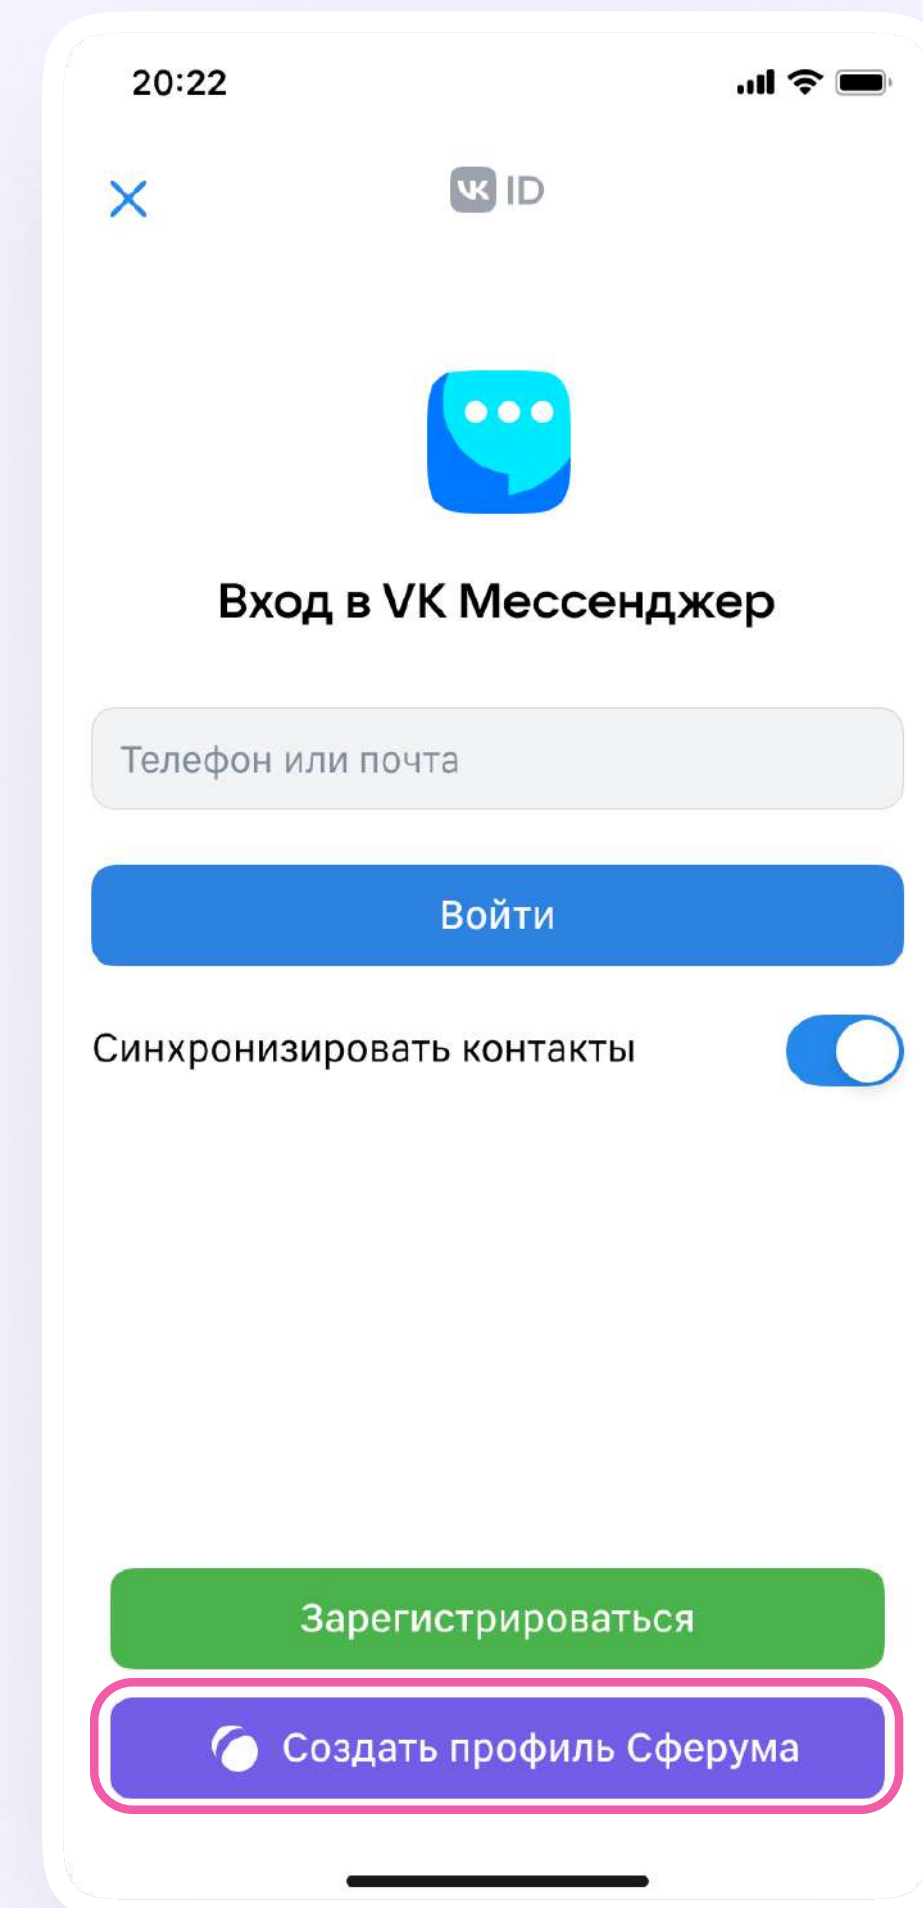 20:22
VK ID
Вход в VK Мессенджер
Телефон или почта
Войти
Синхронизировать контакты
Зарегистрироваться
Создать профиль Сферума